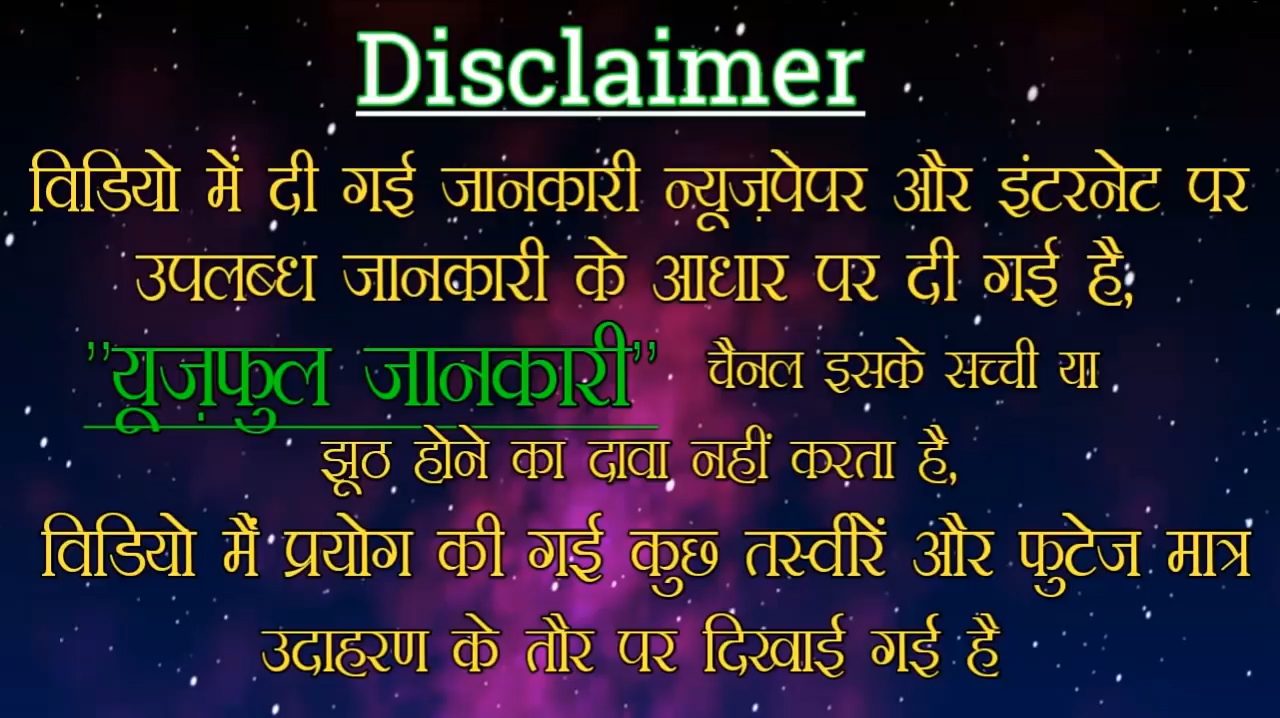 Disclaimer
विडियो में दी गई जानकारी न्यूज़पेपर और इंटरनेट पर
उपलब्ध जानकारी के आधार पर दी गई है,
"यूज़फुल जानकारी" चैनल इसके सच्ची या
झूठ होने का दावा नहीं करता है,
विडियो मैं प्रयोग की गई कुछ तस्वीरें और फुटेज मात्र
उदाहरण के तौर पर दिखाई गई है